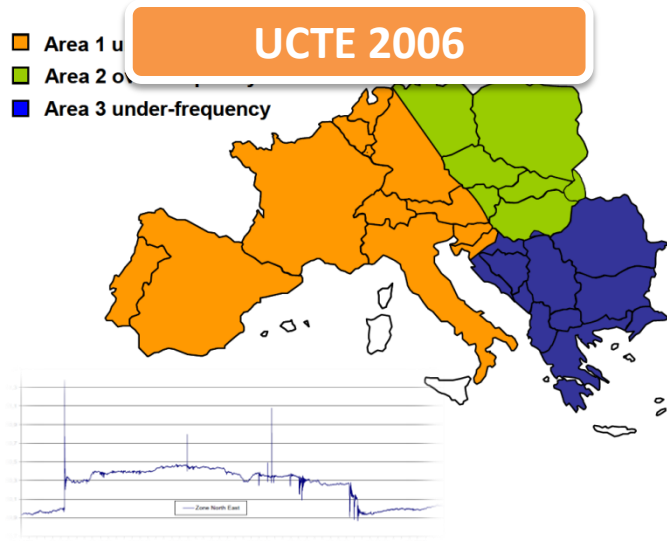 UCTE 2006
Area 1 u
Area 2 ov
Area 3 under-frequency
Zone North East